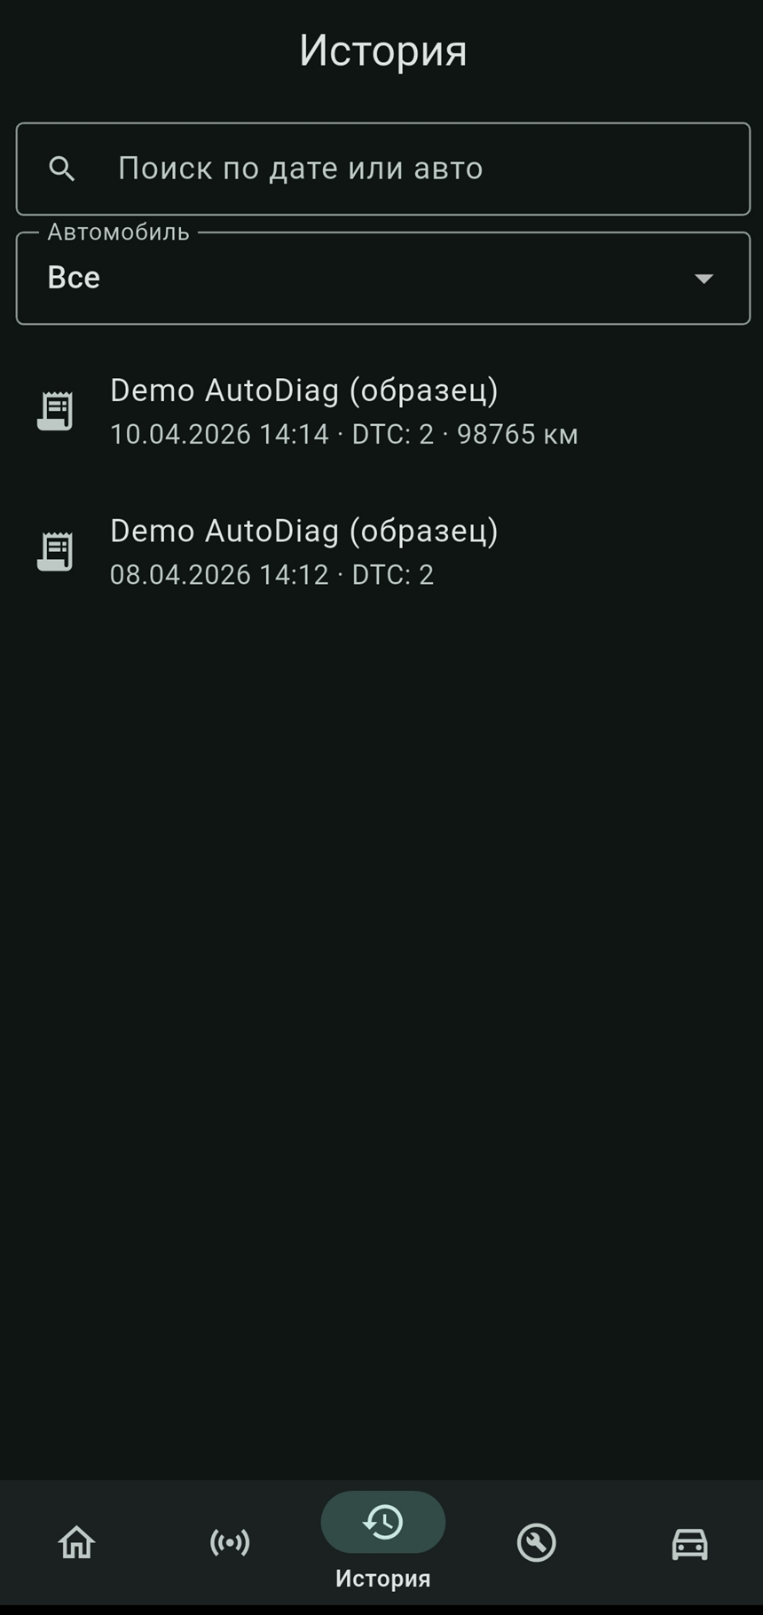 История
Поиск по дате или авто
Автомобиль
Все
Demo AutoDiag (образец)
10.04.2026 14:14 · DTC: 2 · 98765 км
Demo AutoDiag (образец)
08.04.2026 14:12 · DTC: 2
История